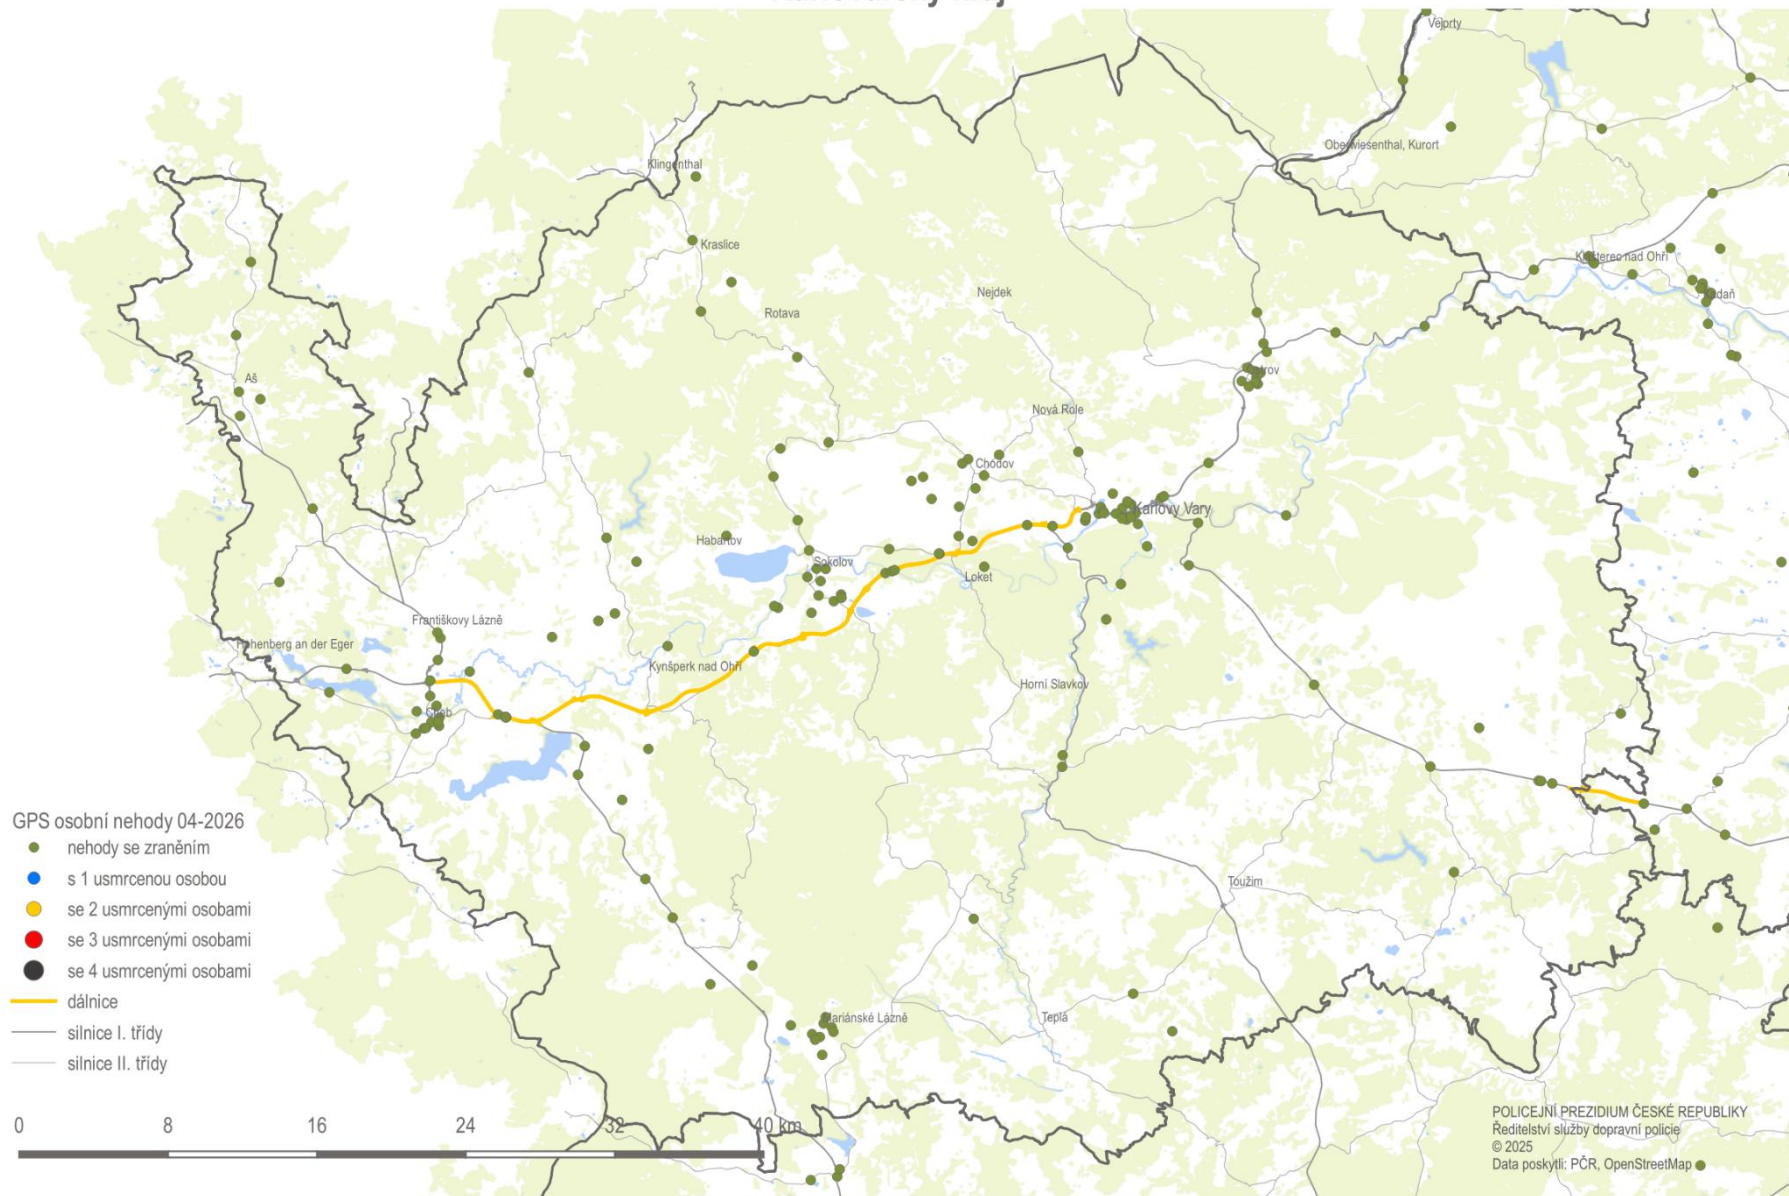 Vejprty
Oberwiesenthal, Kurort
Klingenthal
Kraslice
Klášterec nad Ohří
Kadaň
Nejdek
Rotava
Ostrov
Aš
Nová Role
Chodov
Karlovy Vary
Habartov
Sokolov
Loket
Františkovy Lázně
Hohenberg an der Eger
Kynšperk nad Ohří
Horní Slavkov
Cheb
GPS osobní nehody 04-2026
nehody se zraněním
s 1 usmrcenou osobou
se 2 usmrcenými osobami
se 3 usmrcenými osobami
se 4 usmrcenými osobami
dálnice
silnice I. třídy
silnice II. třídy
Toužim
Mariánské Lázně
Teplá
0 8 16 24 32 40 km
POLICEJNÍ PREZIDIUM ČESKÉ REPUBLIKY
Ředitelství služby dopravní policie
© 2025
Data poskytli: PČR, OpenStreetMap